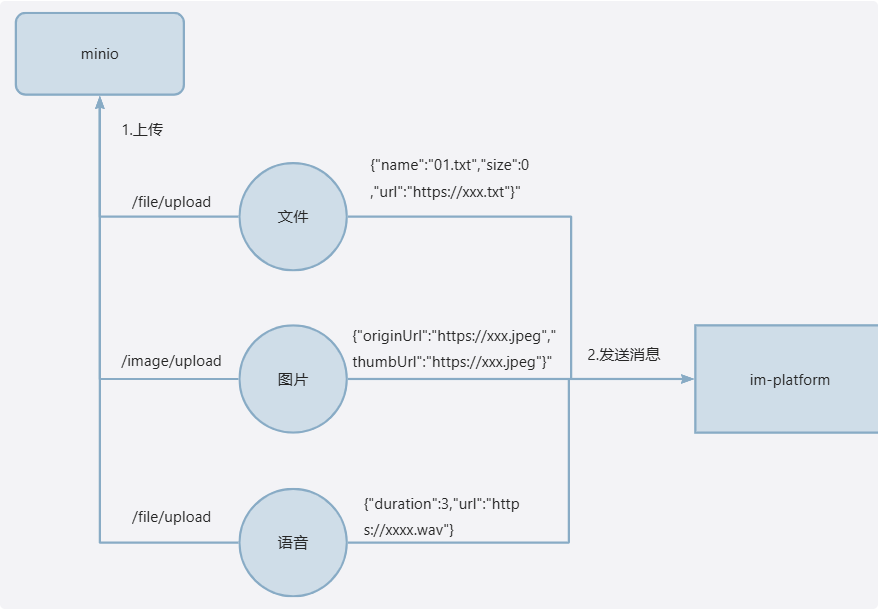 minio
1.上传
{"name":"01.txt","size":0
,"url":"https://xxx.txt"}"
/file/upload
文件
{"originUrl":"https://xxx.jpeg","
thumbUrl":"https://xxx.jpeg"}"
2.发送消息
/image/upload
图片
im-platform
{"duration":3,"url":"http
s://xxxx.wav"}
/file/upload
语音